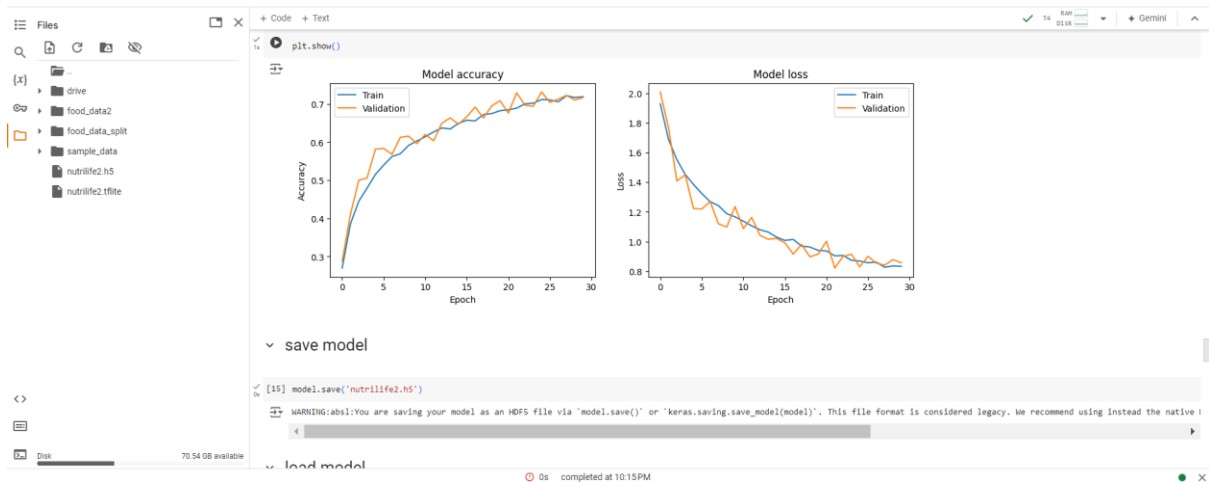 Files
+ Code + Text
RAM
T4
Disk
Gemini
{x}
..
drive
food_data2
food_data_split
sample_data
nutrilife2.h5
nutrilife2.tflite
1s
plt.show()
Model accuracy
Train
Validation
0.7
0.6
0.5
0.4
0.3
Accuracy
0 5 10 15 20 25 30
Epoch
Model loss
Train
Validation
2.0
1.8
1.6
1.4
1.2
1.0
0.8
Loss
0 5 10 15 20 25 30
Epoch
save model
0s
[15] model.save('nutrilife2.h5')
WARNING:absl:You are saving your model as an HDF5 file via `model.save()` or `keras.saving.save_model(model)`. This file format is considered legacy. We recommend using instead the native
load model
Disk
70.54 GB available
0s completed at 10:15 PM